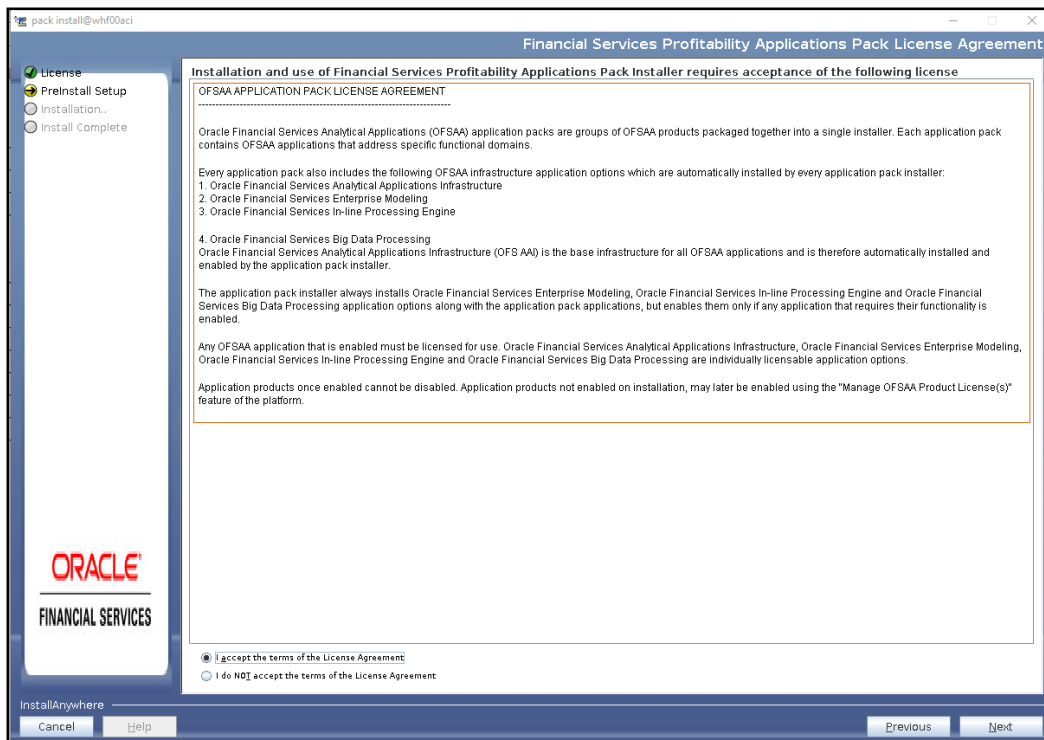 pack install@whf00aci
Financial Services Profitability Applications Pack License Agreement
License
PreInstall Setup
Installation..
Install Complete
Installation and use of Financial Services Profitability Applications Pack Installer requires acceptance of the following license
OFSAA APPLICATION PACK LICENSE AGREEMENT
------------------------------------------------------------------------
Oracle Financial Services Analytical Applications (OFSAA) application packs are groups of OFSAA products packaged together into a single installer. Each application pack
contains OFSAA applications that address specific functional domains.
Every application pack also includes the following OFSAA infrastructure application options which are automatically installed by every application pack installer:
1. Oracle Financial Services Analytical Applications Infrastructure
2. Oracle Financial Services Enterprise Modeling
3. Oracle Financial Services In-line Processing Engine
4. Oracle Financial Services Big Data Processing
Oracle Financial Services Analytical Applications Infrastructure (OFS AAI) is the base infrastructure for all OFSAA applications and is therefore automatically installed and
enabled by the application pack installer.
The application pack installer always installs Oracle Financial Services Enterprise Modeling, Oracle Financial Services In-line Processing Engine and Oracle Financial
Services Big Data Processing application options along with the application pack applications, but enables them only if any application that requires their functionality is
enabled.
Any OFSAA application that is enabled must be licensed for use. Oracle Financial Services Analytical Applications Infrastructure, Oracle Financial Services Enterprise Modeling,
Oracle Financial Services In-line Processing Engine and Oracle Financial Services Big Data Processing are individually licensable application options.
Application products once enabled cannot be disabled. Application products not enabled on installation, may later be enabled using the "Manage OFSAA Product License(s)"
feature of the platform.
ORACLE
FINANCIAL SERVICES
I accept the terms of the License Agreement
I do NOT accept the terms of the License Agreement
InstallAnywhere
Cancel
Help
Previous
Next